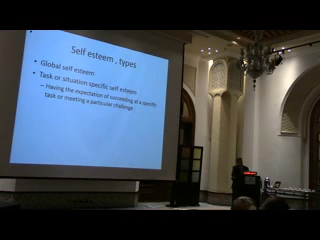 Self esteem , types
• Global self esteem
• Task or situation specific self esteem
– Having the expectation of succeeding at a specific
task or meeting a particular challenge